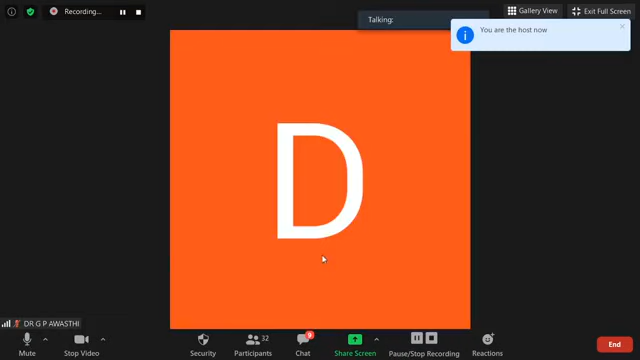 Recording...
Talking:
Gallery View
Exit Full Screen
You are the host now
D
DR G P AWASTHI
Mute
Stop Video
Security
Participants
32
Chat
9
Share Screen
Pause/Stop Recording
Reactions
End